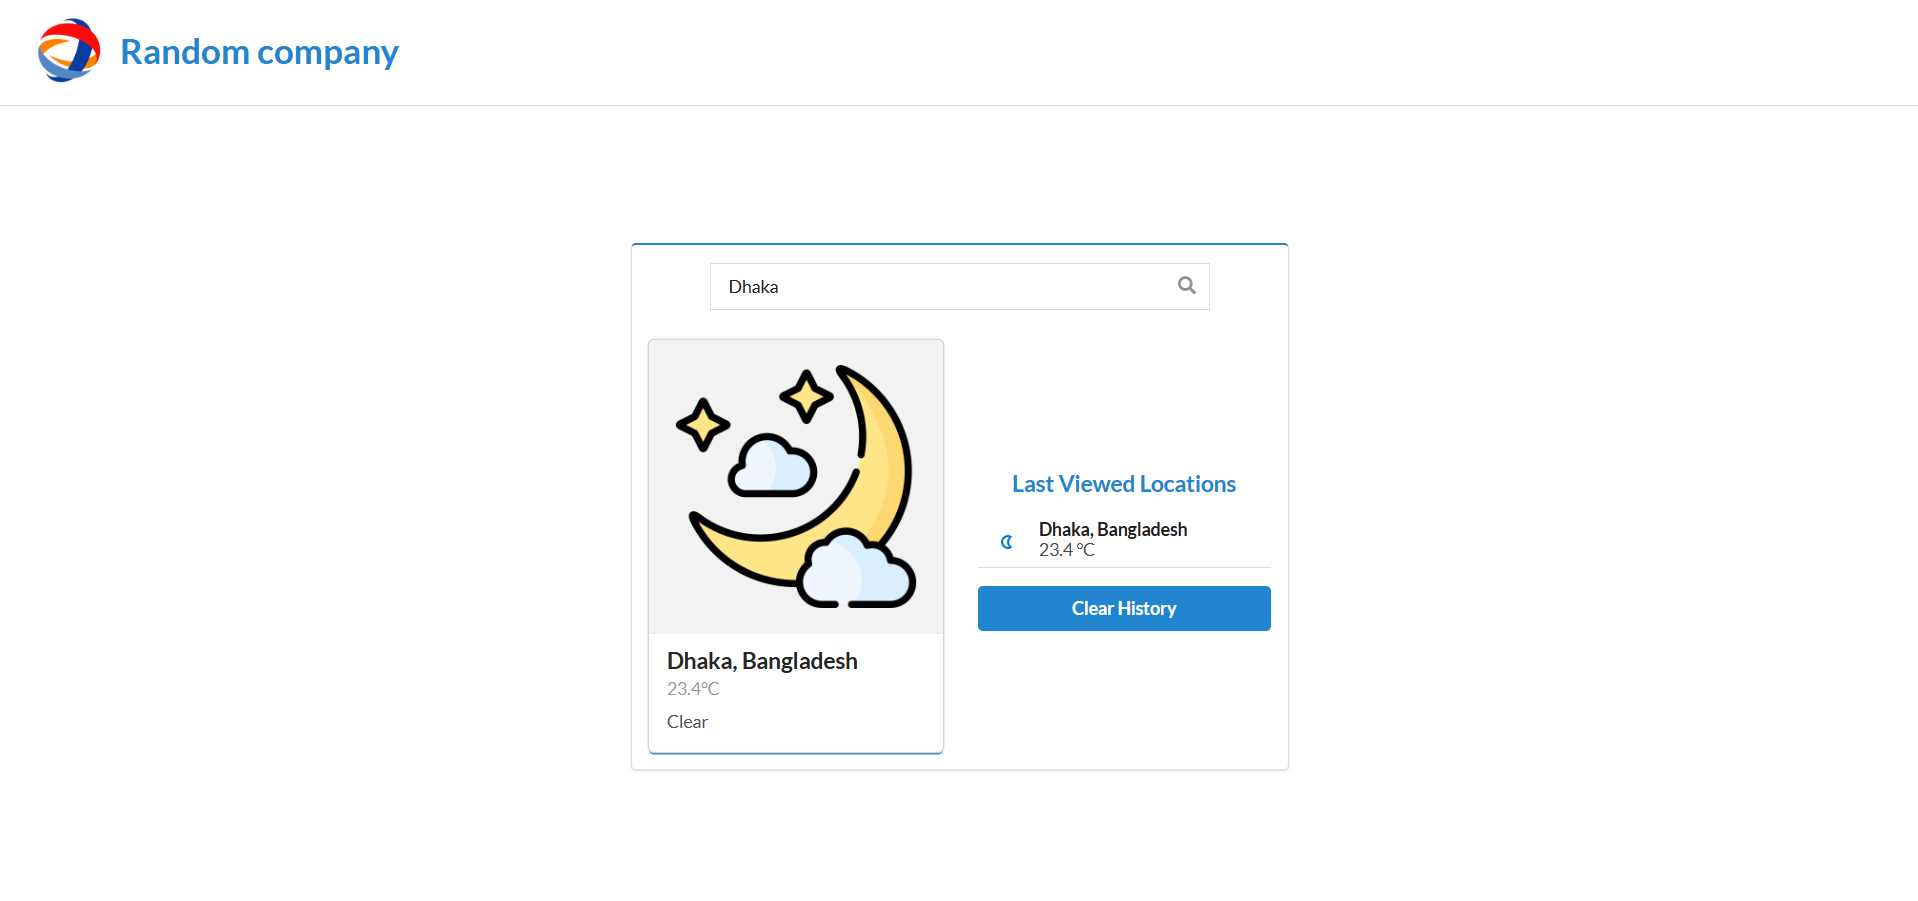 Random company
Dhaka
Dhaka, Bangladesh
23.4°C
Clear
Last Viewed Locations
Dhaka, Bangladesh
23.4 °C
Clear History